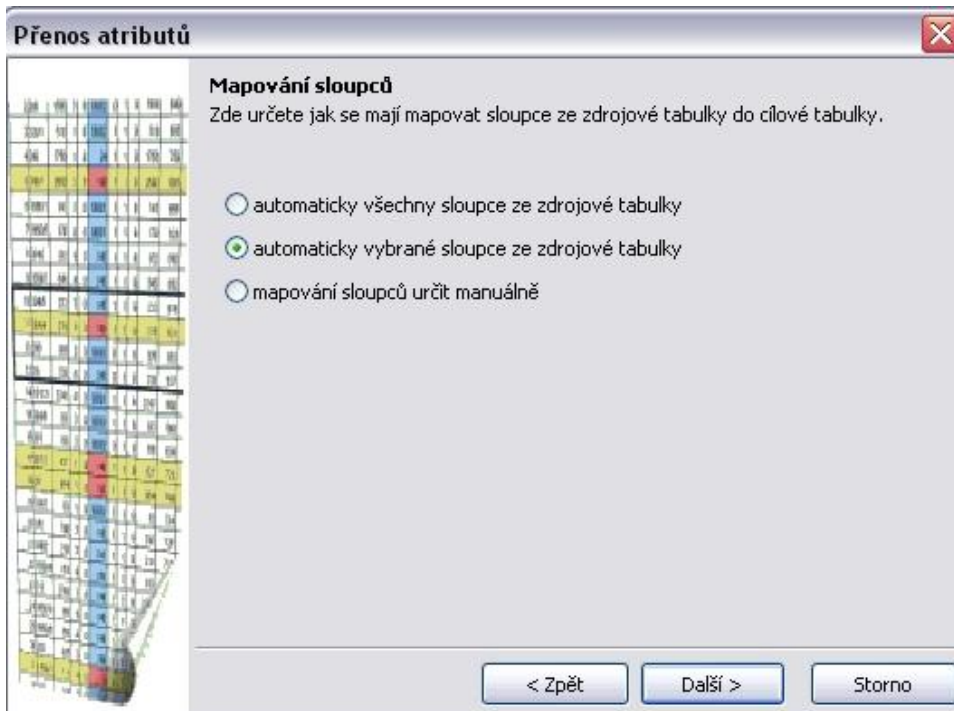 Přenos atributů
Mapování sloupců
Zde určete jak se mají mapovat sloupce ze zdrojové tabulky do cílové tabulky.
automaticky všechny sloupce ze zdrojové tabulky
automaticky vybrané sloupce ze zdrojové tabulky
mapování sloupců určit manuálně
< Zpět
Další >
Storno